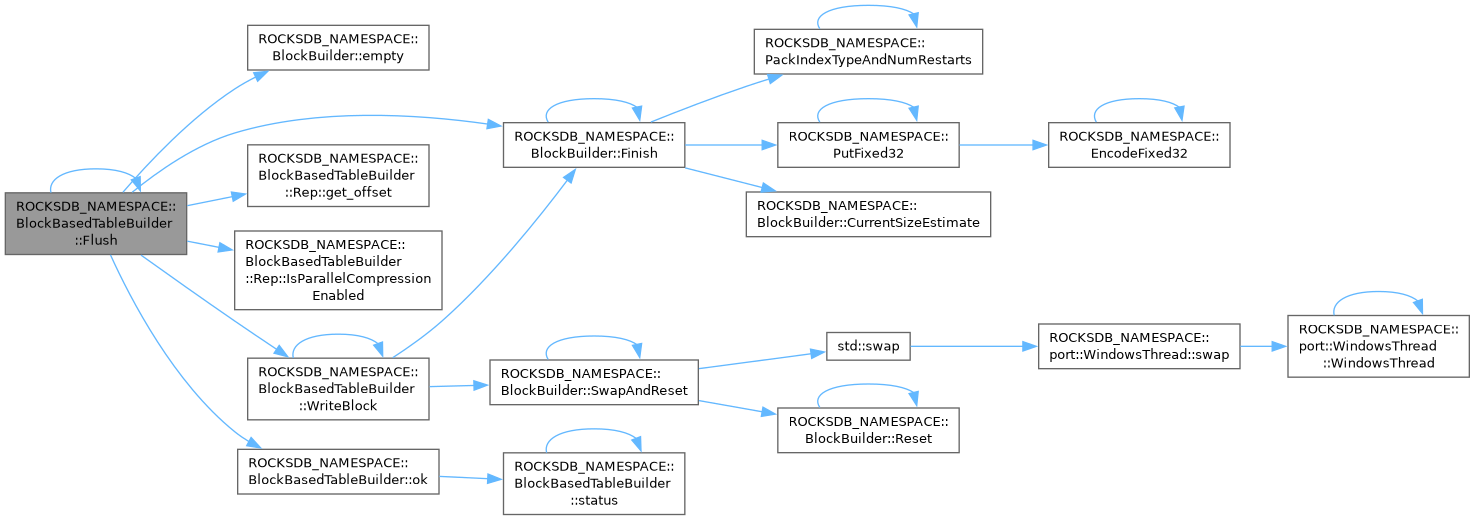 ROCKSDB_NAMESPACE::
BlockBasedTableBuilder
::Flush
ROCKSDB_NAMESPACE::
BlockBuilder::empty
ROCKSDB_NAMESPACE::
BlockBasedTableBuilder
::Rep::get_offset
ROCKSDB_NAMESPACE::
BlockBasedTableBuilder
::Rep::IsParallelCompression
Enabled
ROCKSDB_NAMESPACE::
BlockBasedTableBuilder
::WriteBlock
ROCKSDB_NAMESPACE::
BlockBasedTableBuilder::ok
ROCKSDB_NAMESPACE::
BlockBuilder::Finish
ROCKSDB_NAMESPACE::
BlockBuilder::SwapAndReset
ROCKSDB_NAMESPACE::
BlockBasedTableBuilder
::status
ROCKSDB_NAMESPACE::
PackIndexTypeAndNumRestarts
ROCKSDB_NAMESPACE::
PutFixed32
ROCKSDB_NAMESPACE::
BlockBuilder::CurrentSizeEstimate
std::swap
ROCKSDB_NAMESPACE::
BlockBuilder::Reset
ROCKSDB_NAMESPACE::
EncodeFixed32
ROCKSDB_NAMESPACE::
port::WindowsThread::swap
ROCKSDB_NAMESPACE::
port::WindowsThread
::WindowsThread